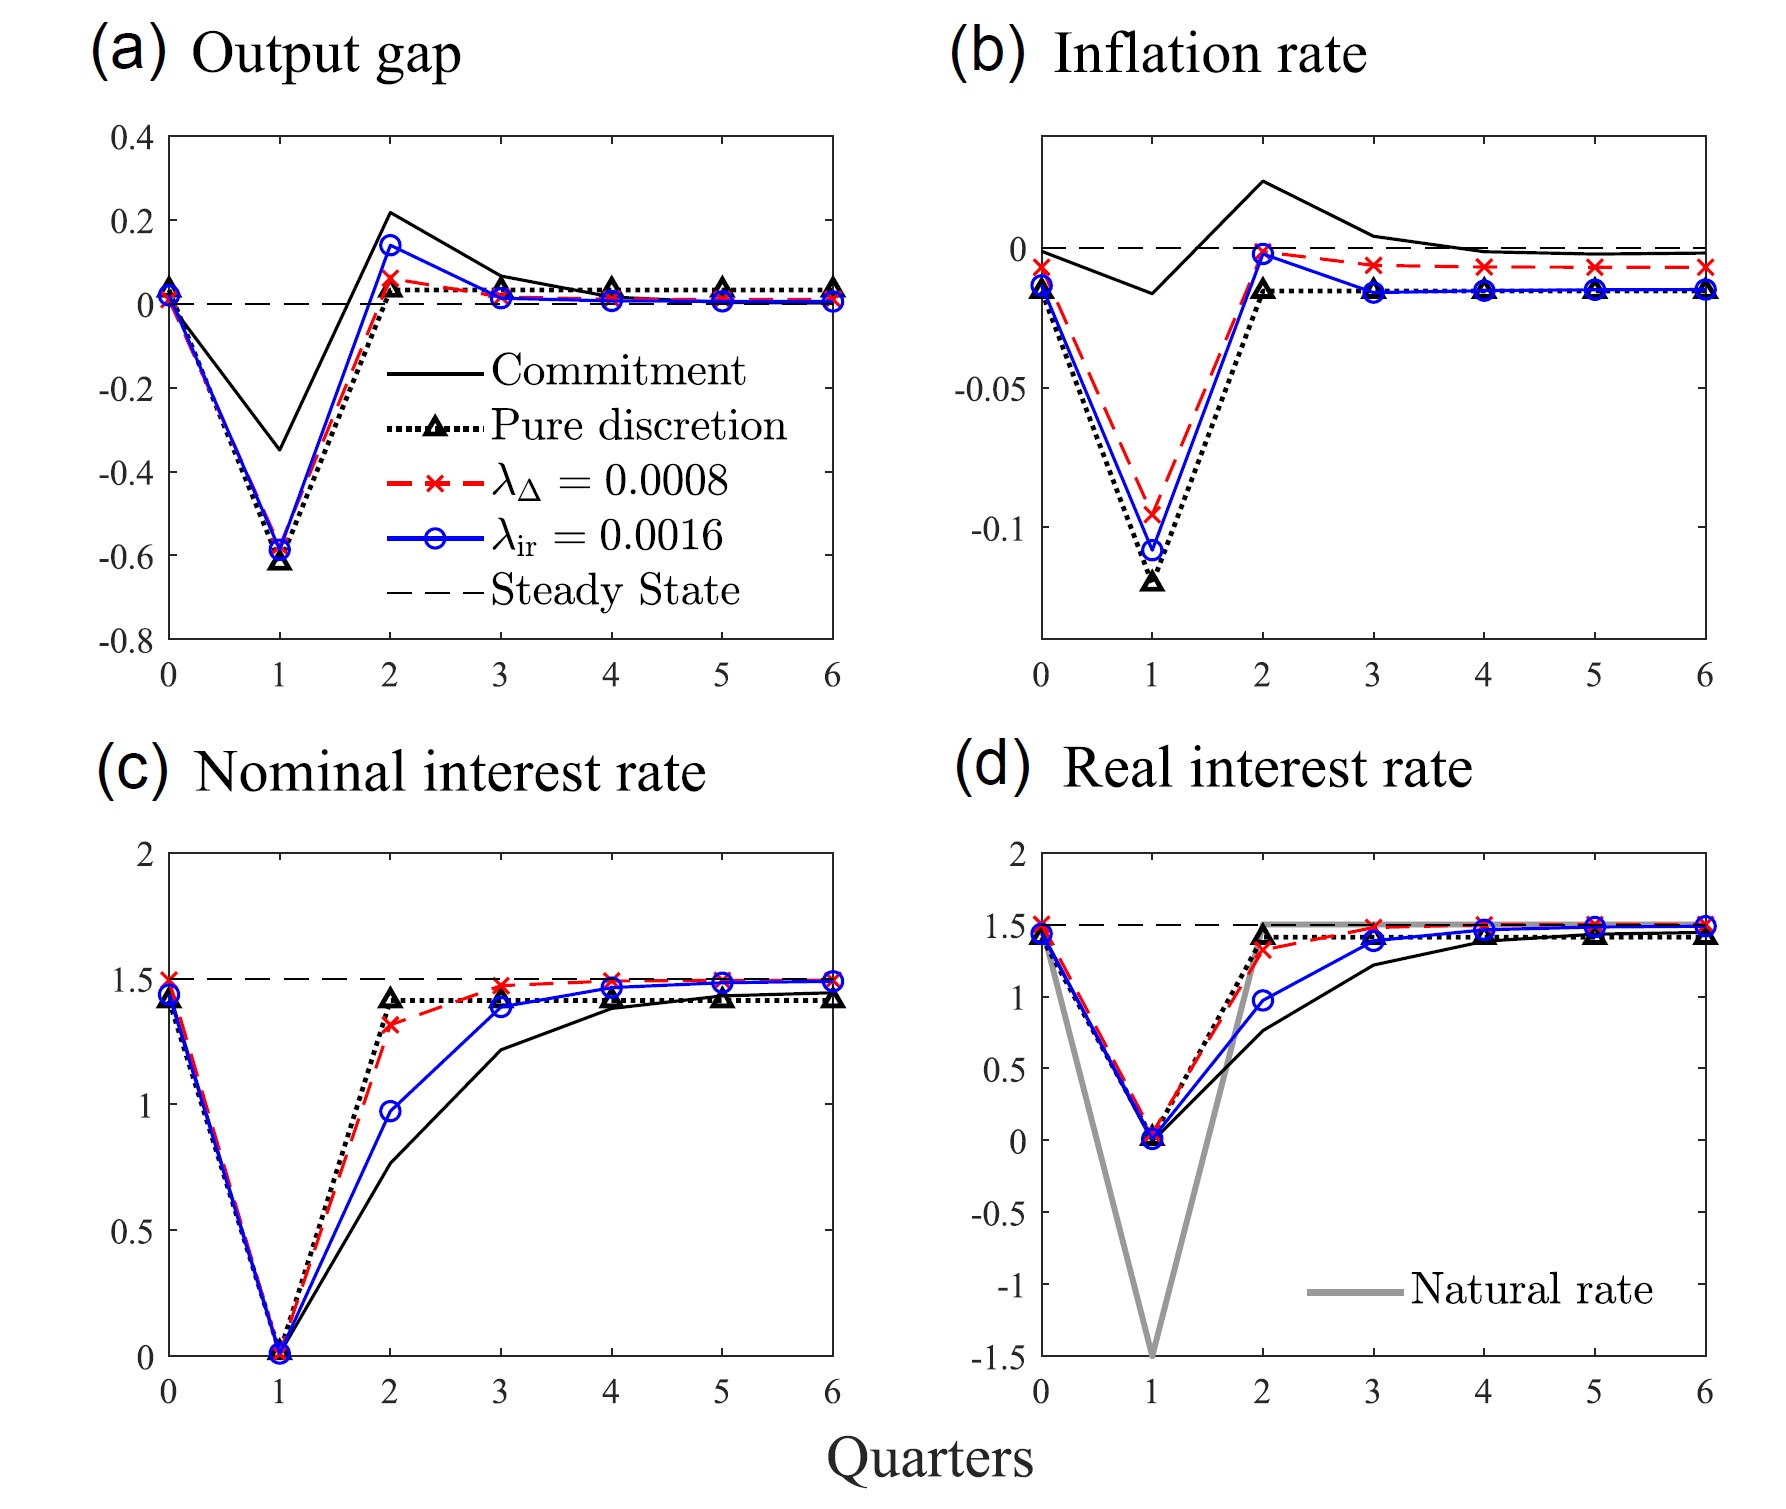 (a) Output gap
0.4
0.2
0
-0.2
-0.4
-0.6
-0.8
0 1 2 3 4 5 6
Commitment
Pure discretion
λΔ = 0.0008
λir = 0.0016
Steady State
(b) Inflation rate
0
-0.05
-0.1
0 1 2 3 4 5 6
(c) Nominal interest rate
2
1.5
1
0.5
0
0 1 2 3 4 5 6
(d) Real interest rate
2
1.5
1
0.5
0
-0.5
-1
-1.5
0 1 2 3 4 5 6
Natural rate
Quarters